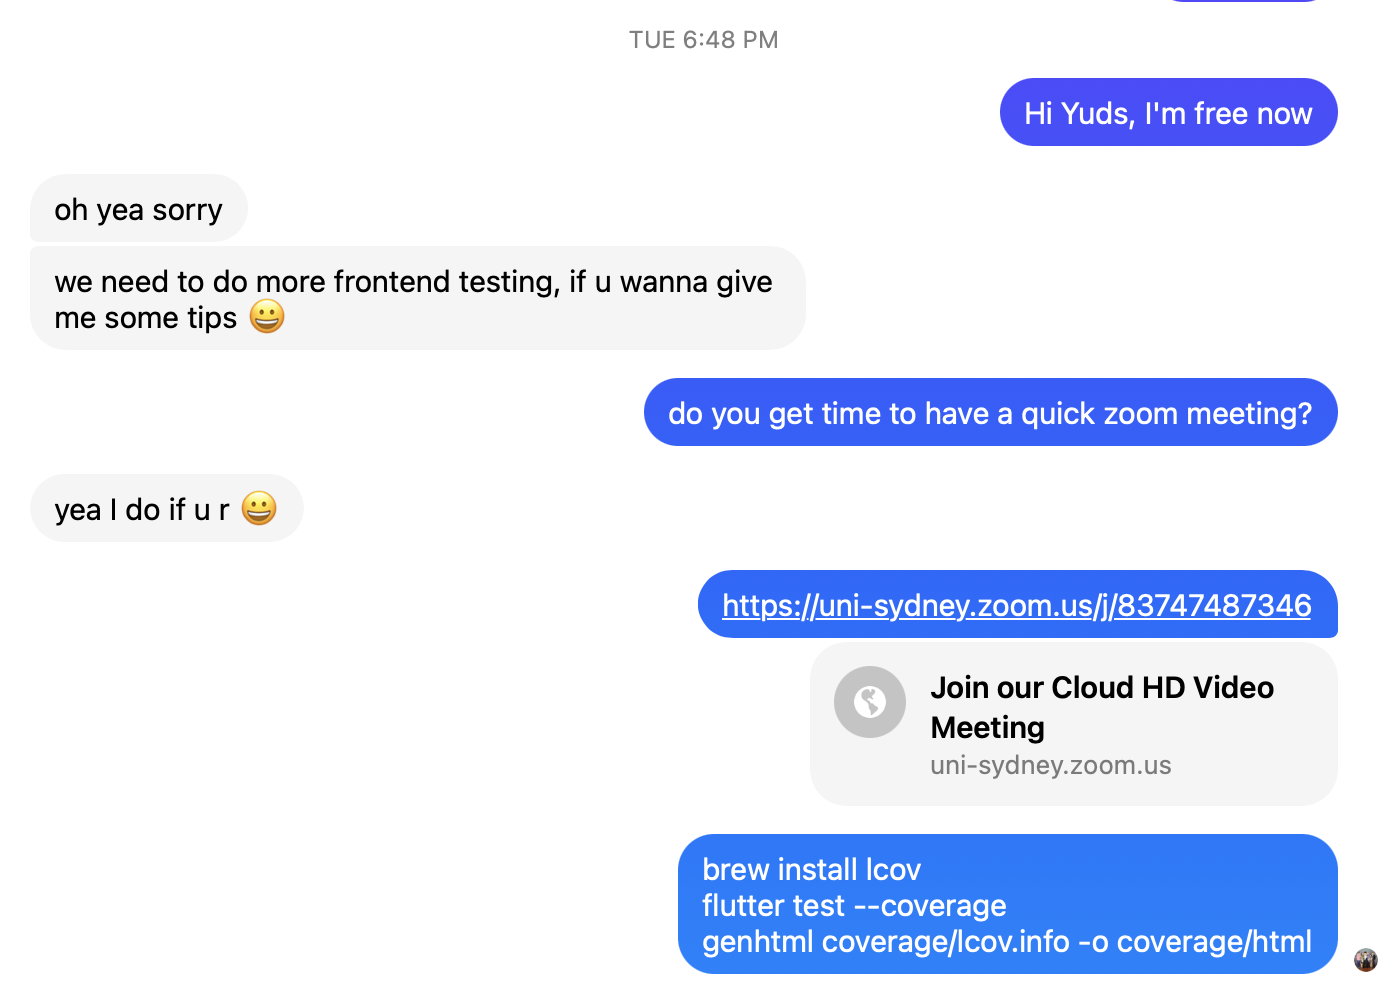 TUE 6:48 PM
Hi Yuds, I'm free now
oh yea sorry
we need to do more frontend testing, if u wanna give
me some tips 😀
do you get time to have a quick zoom meeting?
yea I do if u r 😀
https://uni-sydney.zoom.us/j/83747487346
Join our Cloud HD Video
Meeting
uni-sydney.zoom.us
brew install lcov
flutter test --coverage
genhtml coverage/lcov.info -o coverage/html